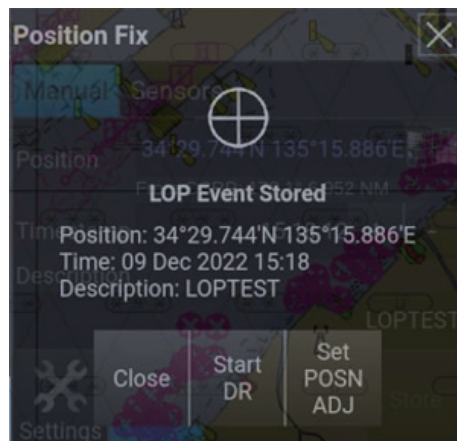 Position Fix
Manual Sensors
Position 34°29.744'N 135°15.886'E
LOP Event Stored
Position: 34°29.744'N 135°15.886'E
Time: 09 Dec 2022 15:18
Description: LOPTEST
Description
LOPTEST
Close
Start
DR
Set
POSN
ADJ
Store
Settings